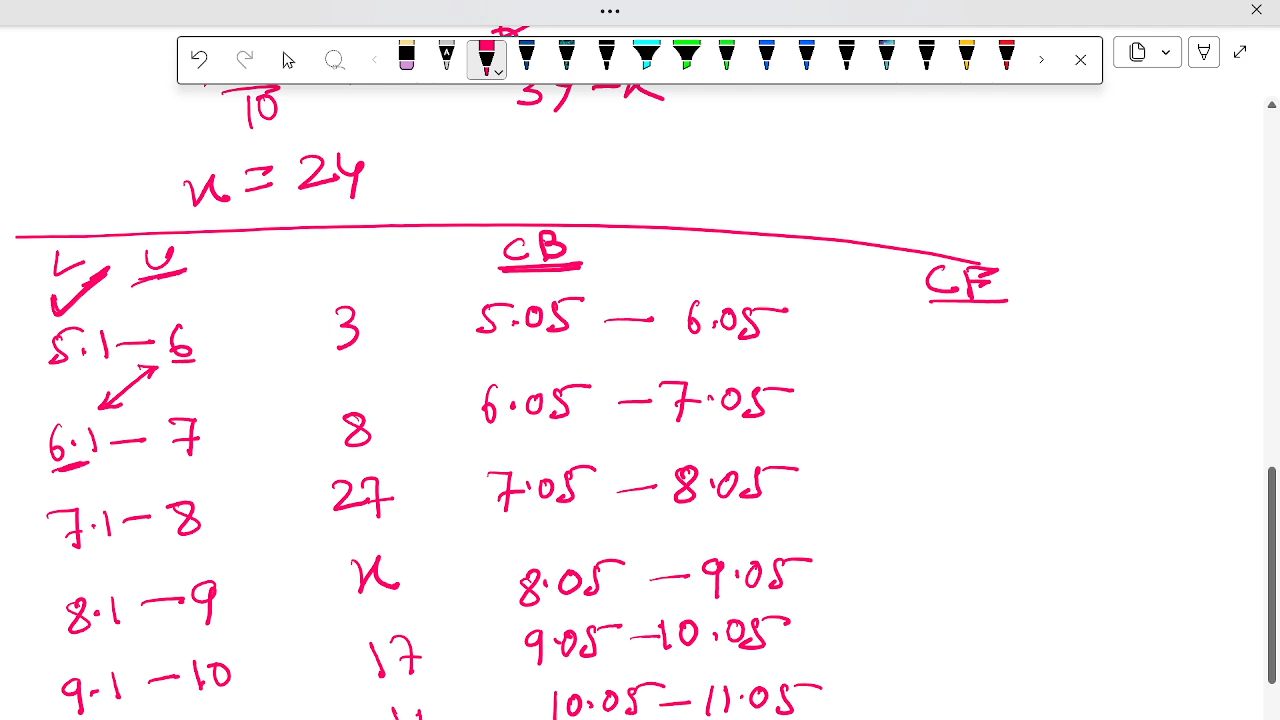 10
x = 24
L U CB CF
5.1 — 6 3 5.05 — 6.05
6.1 — 7 8 6.05 — 7.05
7.1 — 8 27 7.05 — 8.05
8.1 — 9 x 8.05 — 9.05
9.1 — 10 17 9.05 — 10.05
10.05 — 11.05